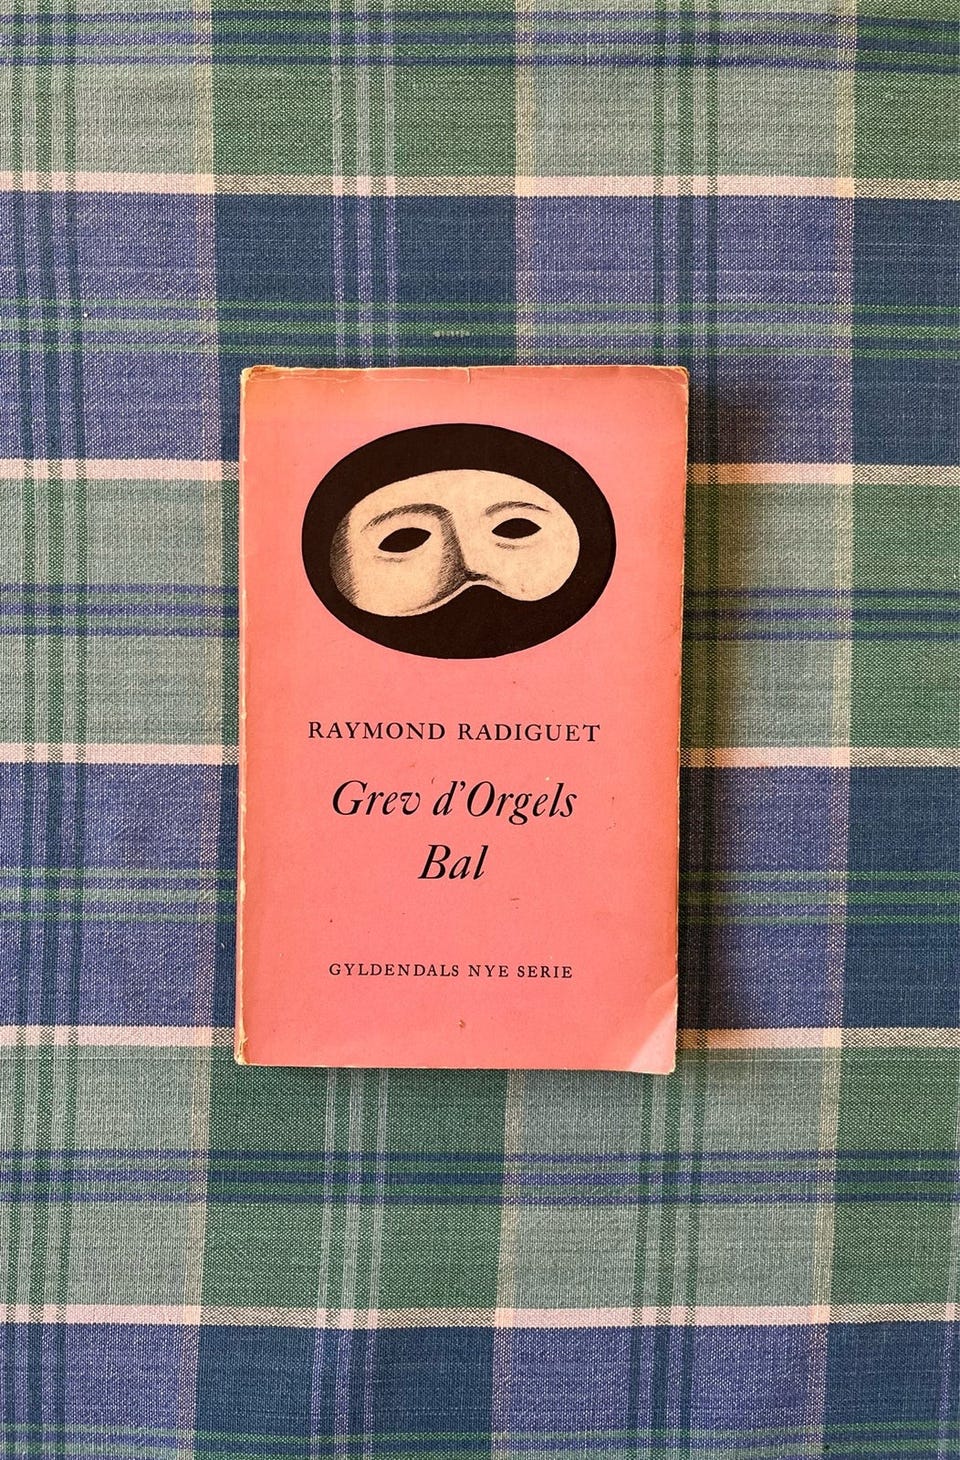 RAYMOND RADIGUET
Grev d'Orgels
Bal
GYLDENDALS NYE SERIE